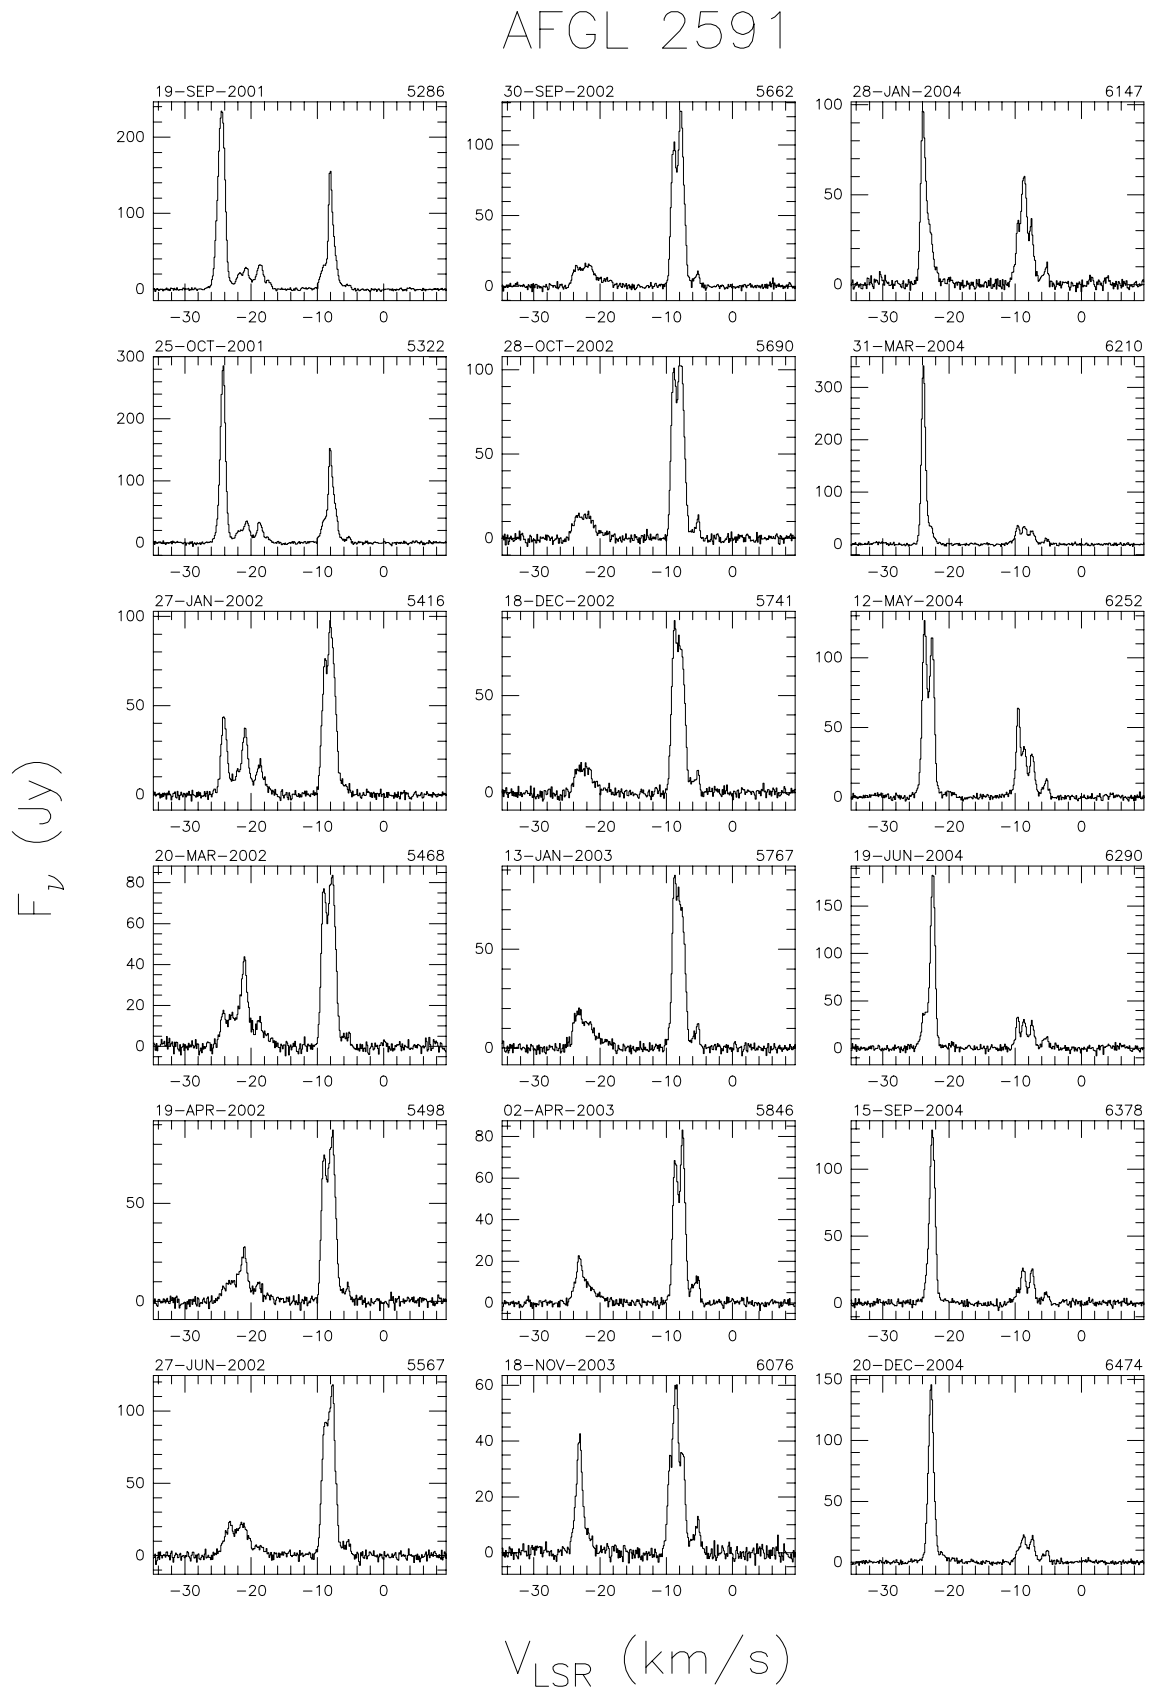 AFGL 2591
19-SEP-2001 5286
30-SEP-2002 5662
28-JAN-2004 6147
200
100
0
100
50
0
100
50
0
-30 -20 -10 0
-30 -20 -10 0
-30 -20 -10 0
25-OCT-2001 5322
28-OCT-2002 5690
31-MAR-2004 6210
300
200
100
0
100
50
0
300
200
100
0
-30 -20 -10 0
-30 -20 -10 0
-30 -20 -10 0
27-JAN-2002 5416
18-DEC-2002 5741
12-MAY-2004 6252
100
50
0
50
0
100
50
0
-30 -20 -10 0
-30 -20 -10 0
-30 -20 -10 0
20-MAR-2002 5468
13-JAN-2003 5767
19-JUN-2004 6290
80
60
40
20
0
50
0
150
100
50
0
-30 -20 -10 0
-30 -20 -10 0
-30 -20 -10 0
19-APR-2002 5498
02-APR-2003 5846
15-SEP-2004 6378
50
0
80
60
40
20
0
100
50
0
-30 -20 -10 0
-30 -20 -10 0
-30 -20 -10 0
27-JUN-2002 5567
18-NOV-2003 6076
20-DEC-2004 6474
100
50
0
60
40
20
0
150
100
50
0
-30 -20 -10 0
-30 -20 -10 0
-30 -20 -10 0
F_ν (Jy)
V_LSR (km/s)